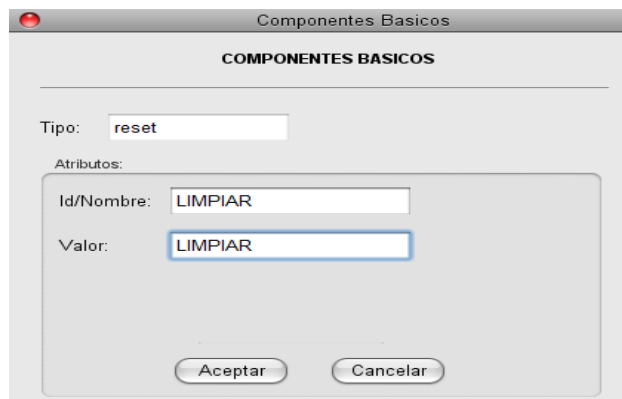 Componentes Basicos
COMPONENTES BASICOS
Tipo: reset
Atributos:
Id/Nombre: LIMPIAR
Valor: LIMPIAR
Aceptar Cancelar